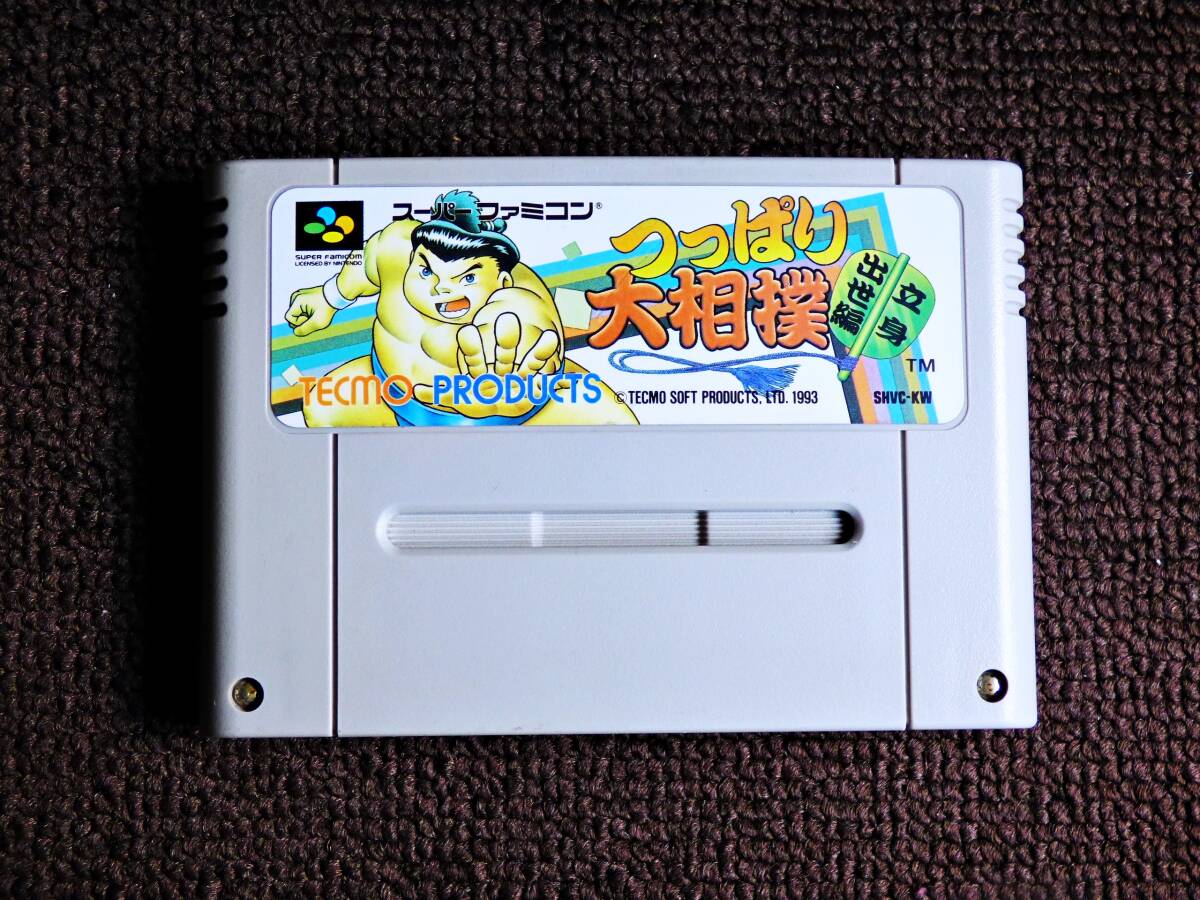 スーパーファミコン®
SUPER FAMICOM
LICENSED BY NINTENDO
つっぱり
大相撲
立身
出世編
TM
TECMO PRODUCTS
© TECMO SOFT PRODUCTS, LTD. 1993
SHVC-KW